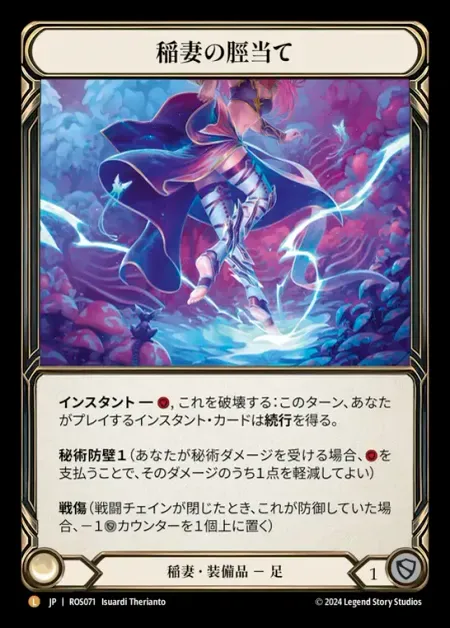 稲妻の脛当て
インスタント ー , これを破壊する：このターン、あなた
がプレイするインスタント・カードは続行を得る。
秘術防壁１（あなたが秘術ダメージを受ける場合、を
支払うことで、そのダメージのうち１点を軽減してよい）
戦傷（戦闘チェインが閉じたとき、これが防御していた場
合、－１カウンターを１個上に置く）
稲妻・装備品 － 足
1
L JP | ROS071 Isuardi Therianto
© 2024 Legend Story Studios